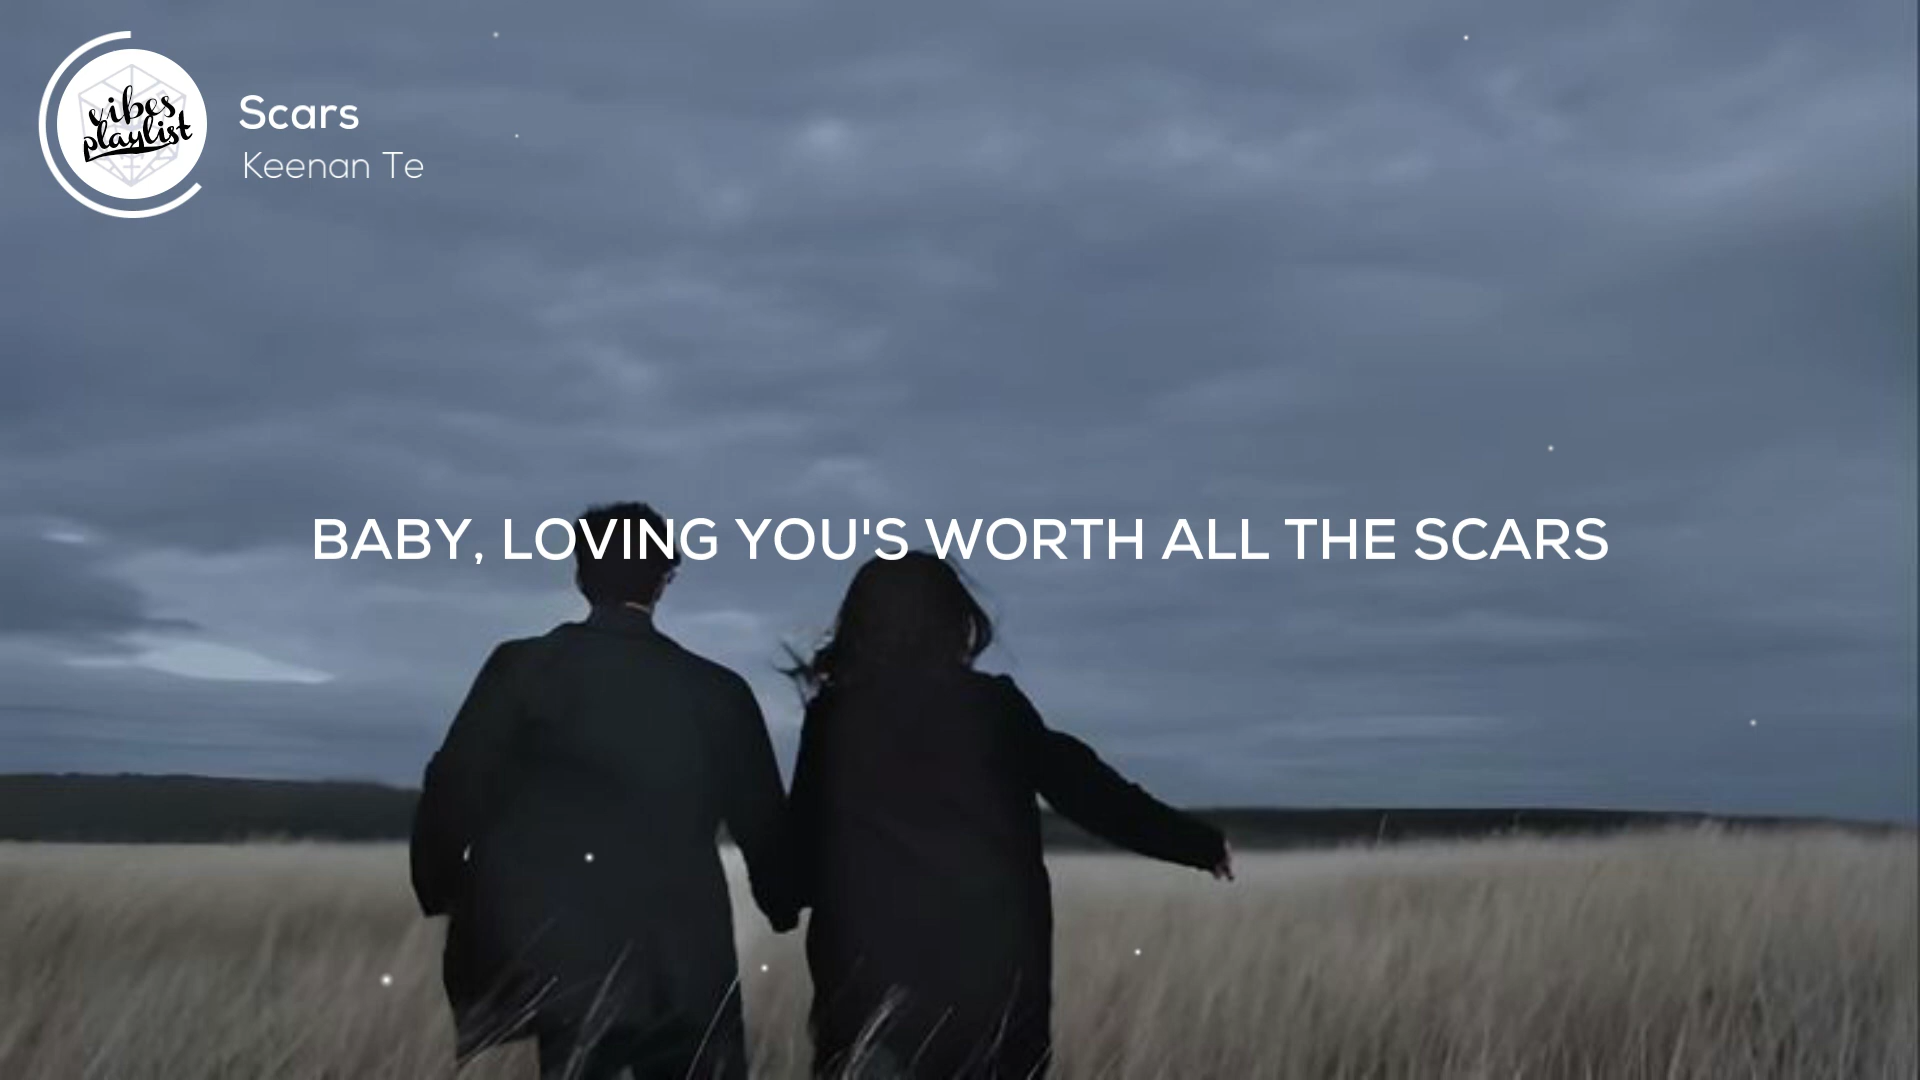 vibes
playlist
Scars
Keenan Te
BABY, LOVING YOU'S WORTH ALL THE SCARS